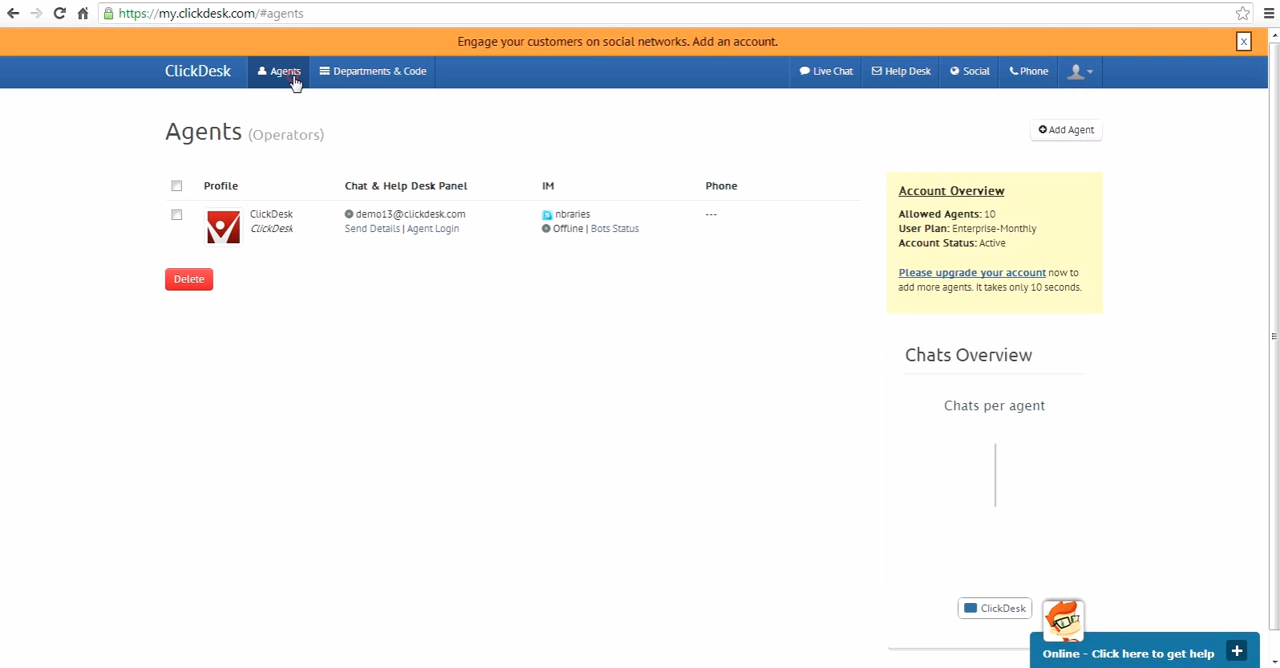 https://my.clickdesk.com/#agents
Engage your customers on social networks. Add an account.
x
ClickDesk
Agents
Departments & Code
Live Chat
Help Desk
Social
Phone
Agents (Operators)
Add Agent
Profile
Chat & Help Desk Panel
IM
Phone
ClickDesk
ClickDesk
demo13@clickdesk.com
Send Details | Agent Login
nbraries
Offline | Bots Status
---
Delete
Account Overview
Allowed Agents: 10
User Plan: Enterprise-Monthly
Account Status: Active
Please upgrade your account now to
add more agents. It takes only 10 seconds.
Chats Overview
Chats per agent
ClickDesk
Online - Click here to get help